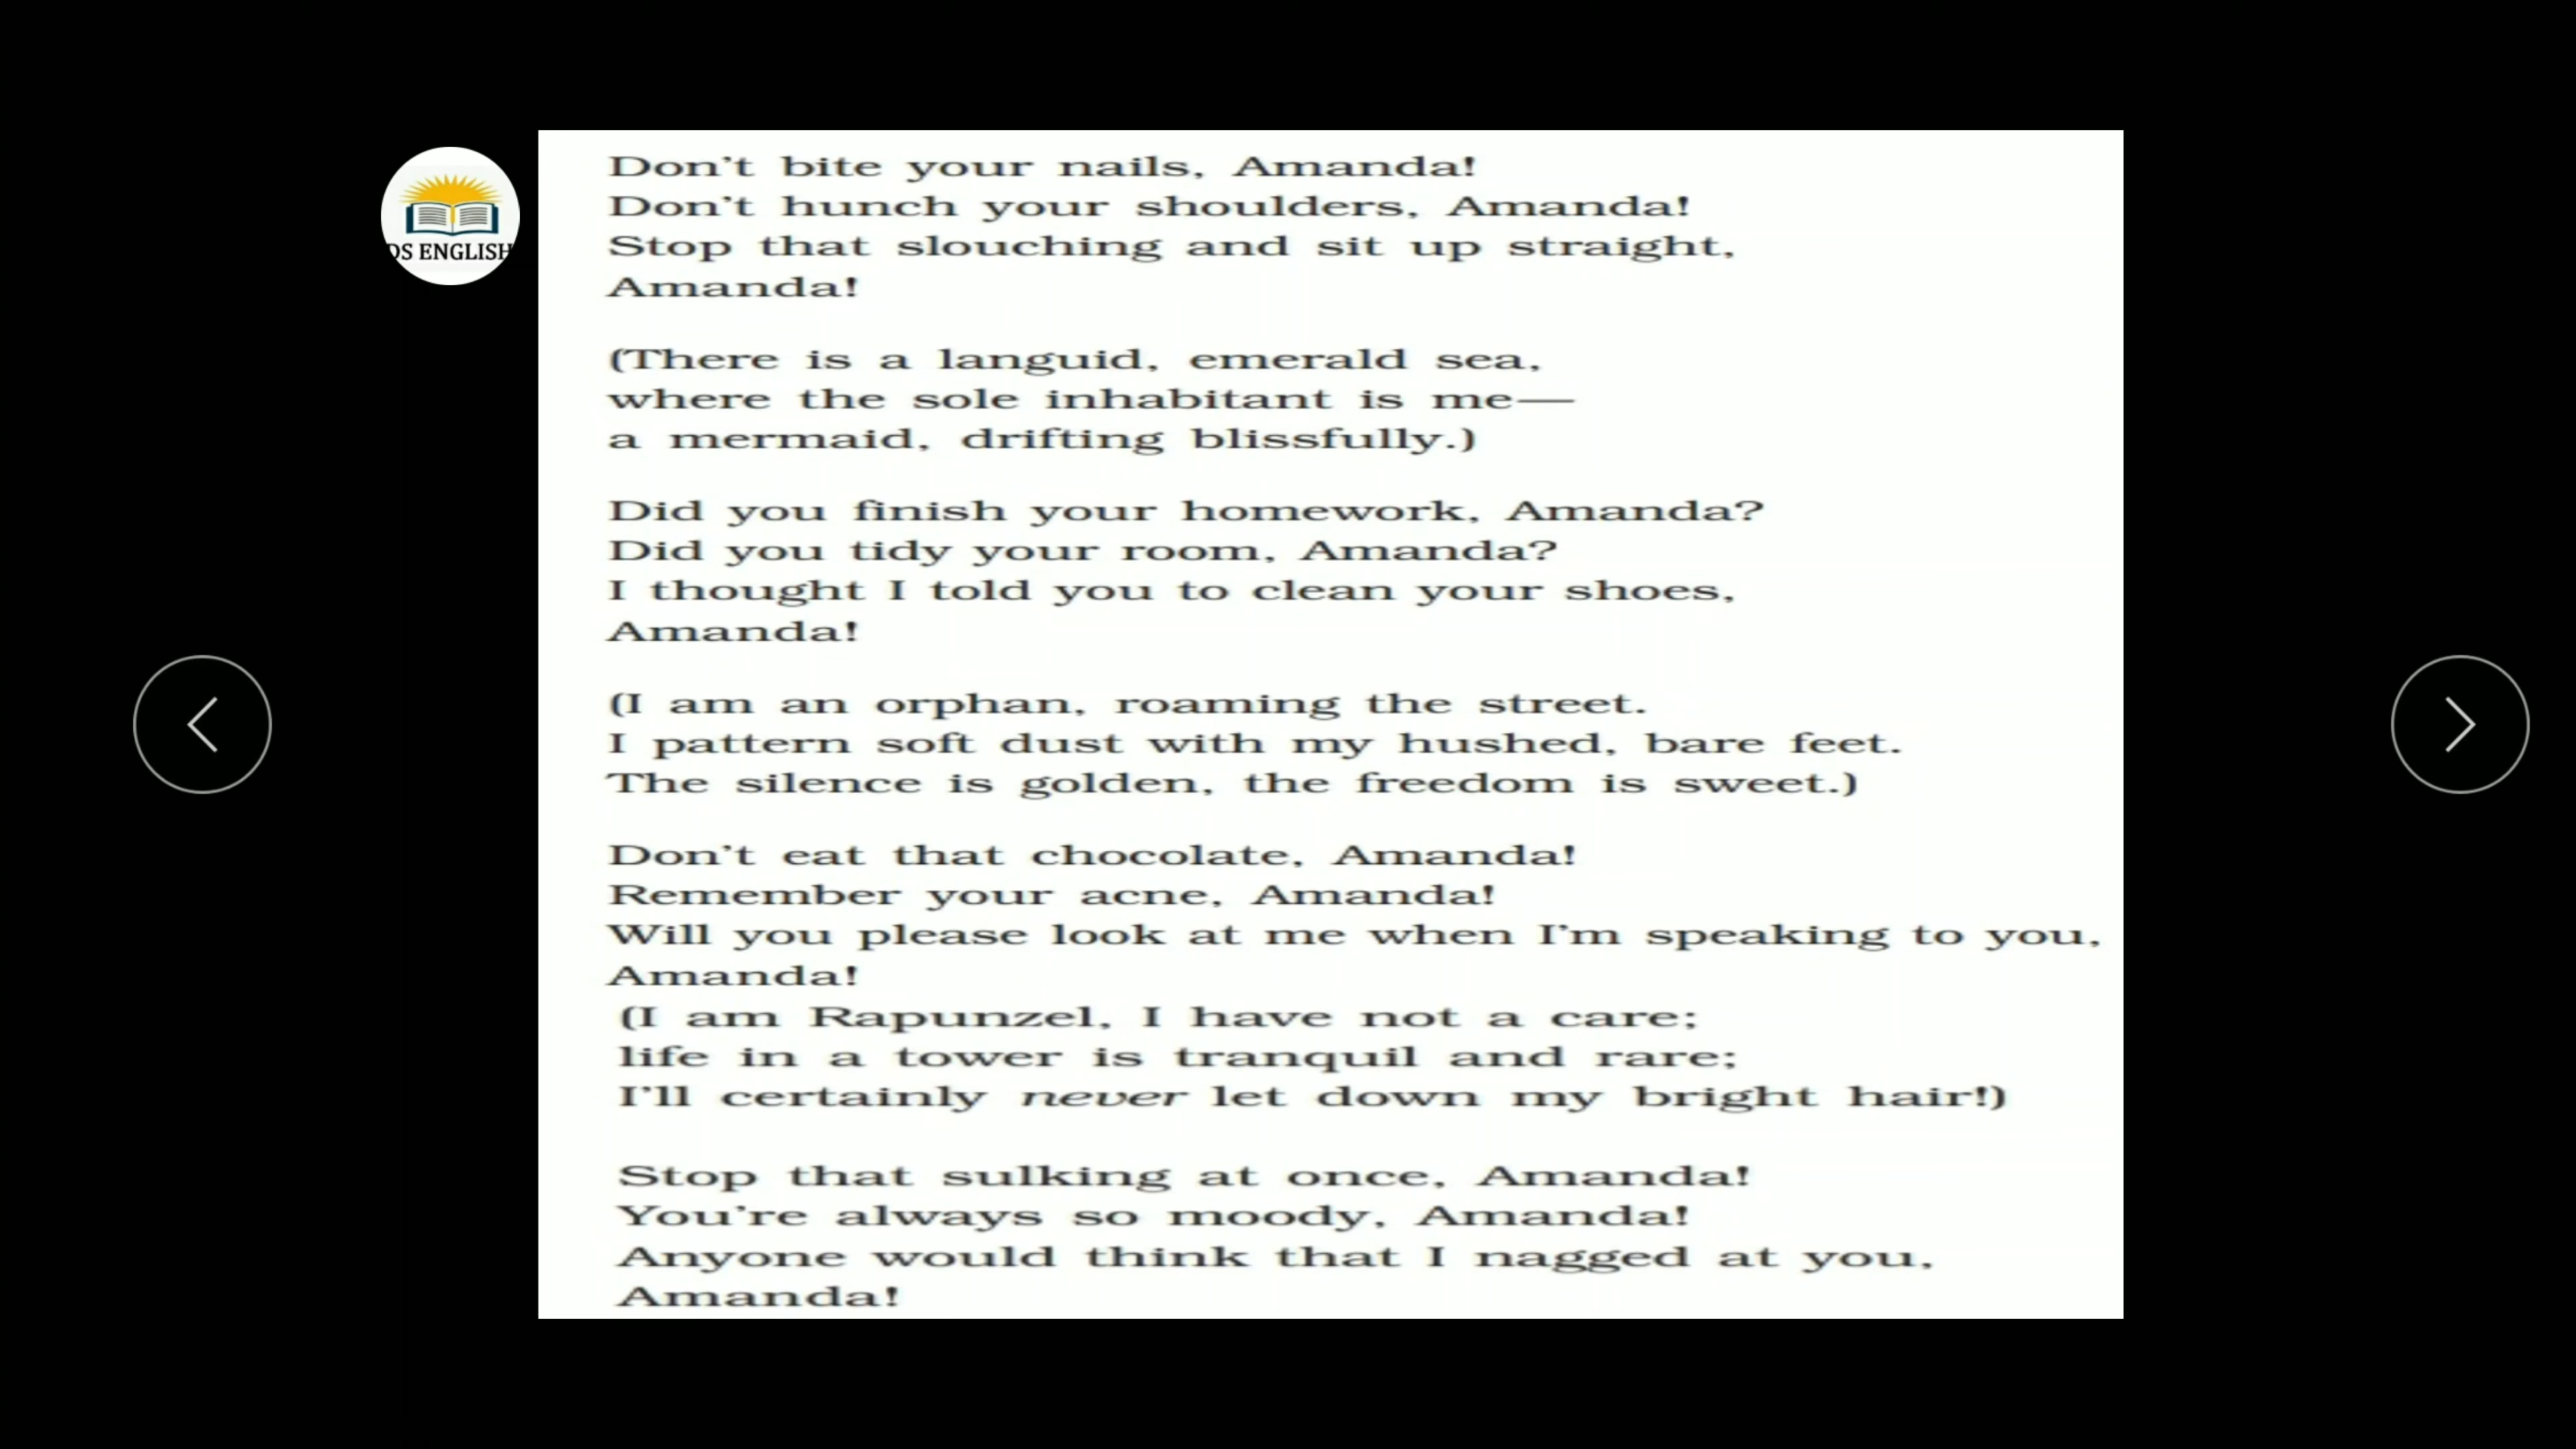 DS ENGLISH
Don't bite your nails, Amanda!
Don't hunch your shoulders, Amanda!
Stop that slouching and sit up straight,
Amanda!
(There is a languid, emerald sea,
where the sole inhabitant is me—
a mermaid, drifting blissfully.)
Did you finish your homework, Amanda?
Did you tidy your room, Amanda?
I thought I told you to clean your shoes,
Amanda!
(I am an orphan, roaming the street.
I pattern soft dust with my hushed, bare feet.
The silence is golden, the freedom is sweet.)
Don't eat that chocolate, Amanda!
Remember your acne, Amanda!
Will you please look at me when I'm speaking to you,
Amanda!
(I am Rapunzel, I have not a care;
life in a tower is tranquil and rare;
I'll certainly never let down my bright hair!)
Stop that sulking at once, Amanda!
You're always so moody, Amanda!
Anyone would think that I nagged at you,
Amanda!